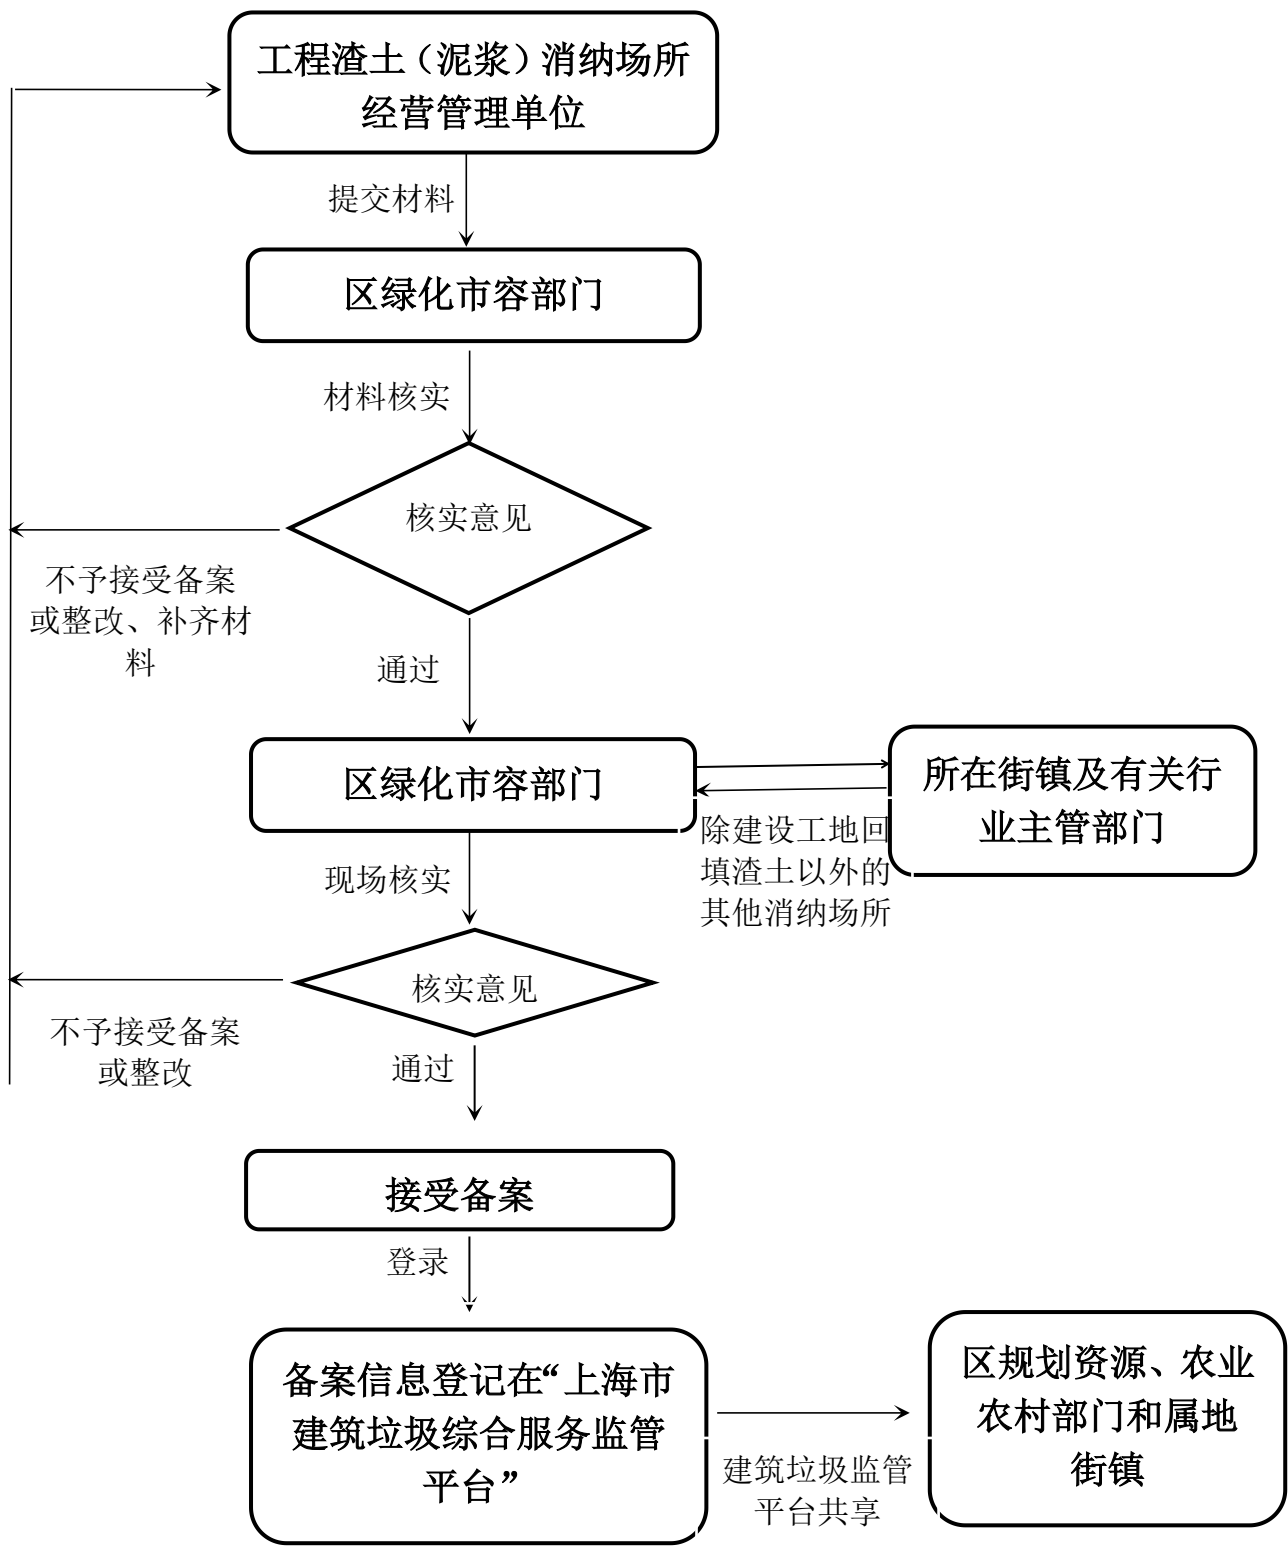 工程渣土（泥浆）消纳场所
经营管理单位
提交材料
区绿化市容部门
材料核实
核实意见
不予接受备案
或整改、补齐材
料
通过
区绿化市容部门
所在街镇及有关行
业主管部门
除建设工地回
填渣土以外的
其他消纳场所
现场核实
核实意见
不予接受备案
或整改
通过
接受备案
登录
备案信息登记在“上海市
建筑垃圾综合服务监管
平台”
区规划资源、农业
农村部门和属地
街镇
建筑垃圾监管
平台共享